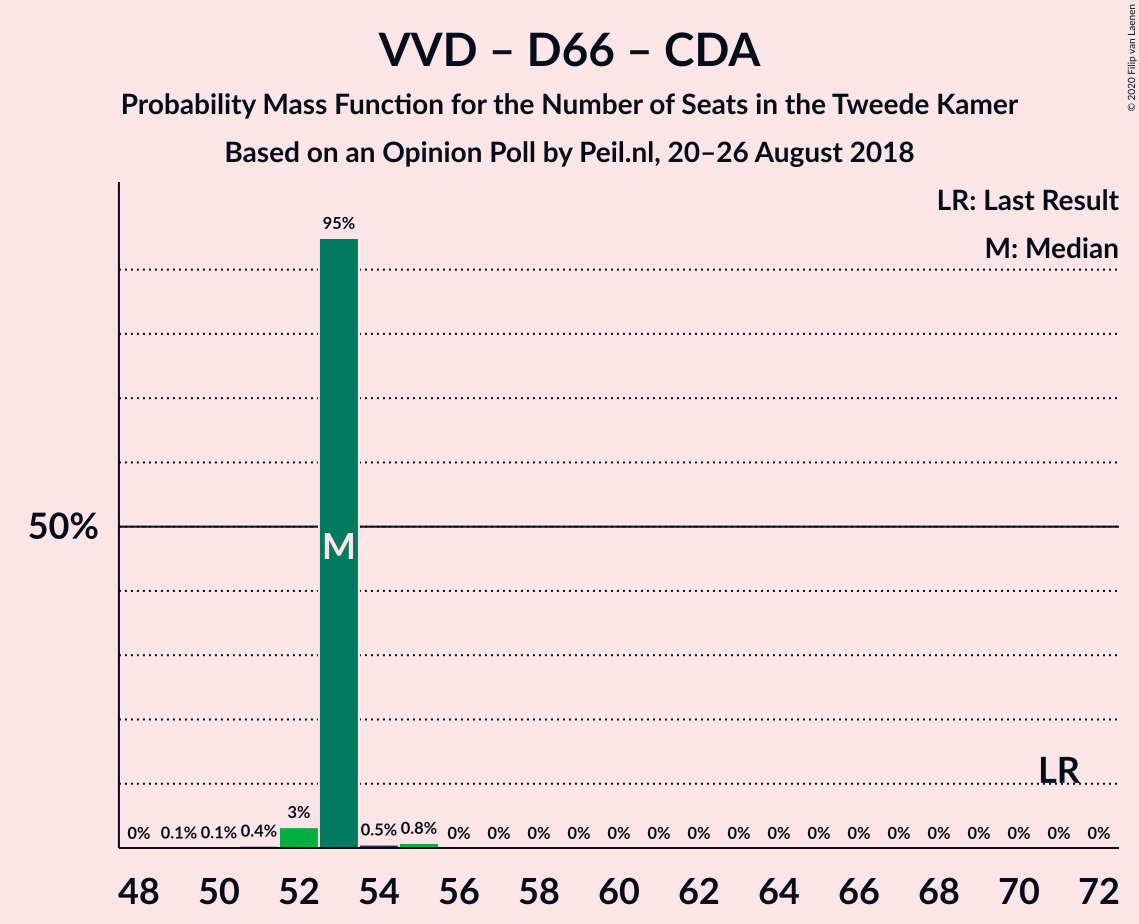 VVD – D66 – CDA
Probability Mass Function for the Number of Seats in the Tweede Kamer
Based on an Opinion Poll by Peil.nl, 20–26 August 2018
© 2020 Filip van Laenen
LR: Last Result
M: Median
95%
50%
M
LR
0% 0.1% 0.1% 0.4% 3% 0.5% 0.8% 0% 0% 0% 0% 0% 0% 0% 0% 0% 0% 0% 0% 0% 0% 0% 0% 0%
48 50 52 54 56 58 60 62 64 66 68 70 72